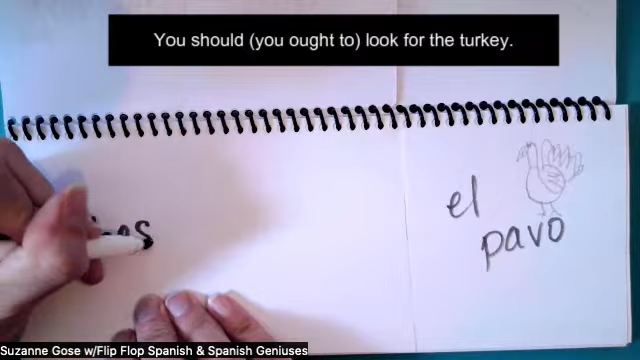 You should (you ought to) look for the turkey.
el
pavo
Suzanne Gose w/Flip Flop Spanish & Spanish Geniuses